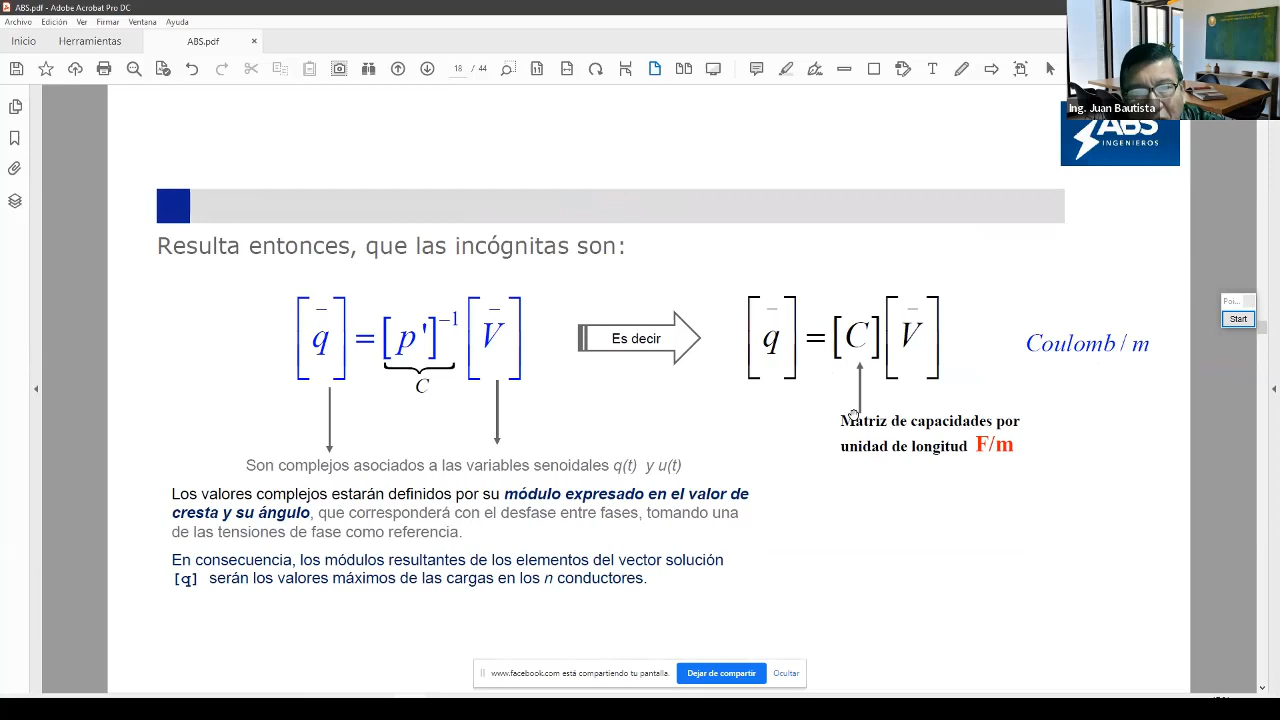 ABS.pdf - Adobe Acrobat Pro DC
Archivo Edición Ver Firmar Ventana Ayuda
Inicio Herramientas ABS.pdf ×
18 / 44
Ing. Juan Bautista
ABS
INGENIEROS
Resulta entonces, que las incógnitas son:
[q̄] = [p']⁻¹ [V̄]
C
Es decir
[q̄] = [C] [V̄]
Coulomb / m
Matriz de capacidades por
unidad de longitud F/m
Son complejos asociados a las variables senoidales q(t) y u(t)
Los valores complejos estarán definidos por su módulo expresado en el valor de
cresta y su ángulo, que corresponderá con el desfase entre fases, tomando una
de las tensiones de fase como referencia.
En consecuencia, los módulos resultantes de los elementos del vector solución
[q] serán los valores máximos de las cargas en los n conductores.
Poi...
Start
www.facebook.com está compartiendo tu pantalla. Dejar de compartir Ocultar